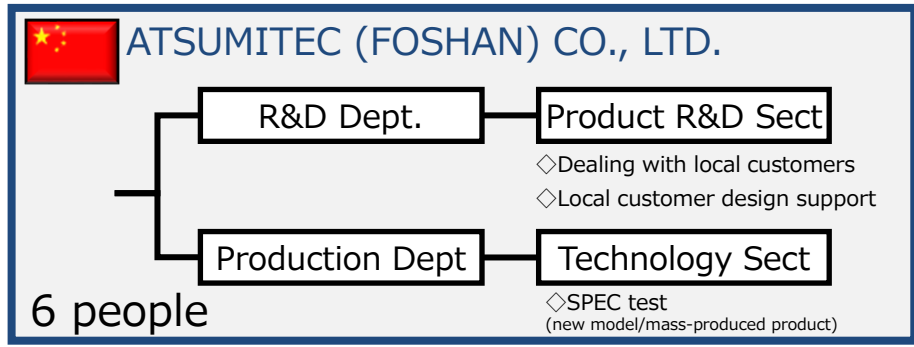 ATSUMITEC (FOSHAN) CO., LTD.
R&D Dept.
Product R&D Sect
◇Dealing with local customers
◇Local customer design support
Production Dept
Technology Sect
◇SPEC test
(new model/mass-produced product)
6 people